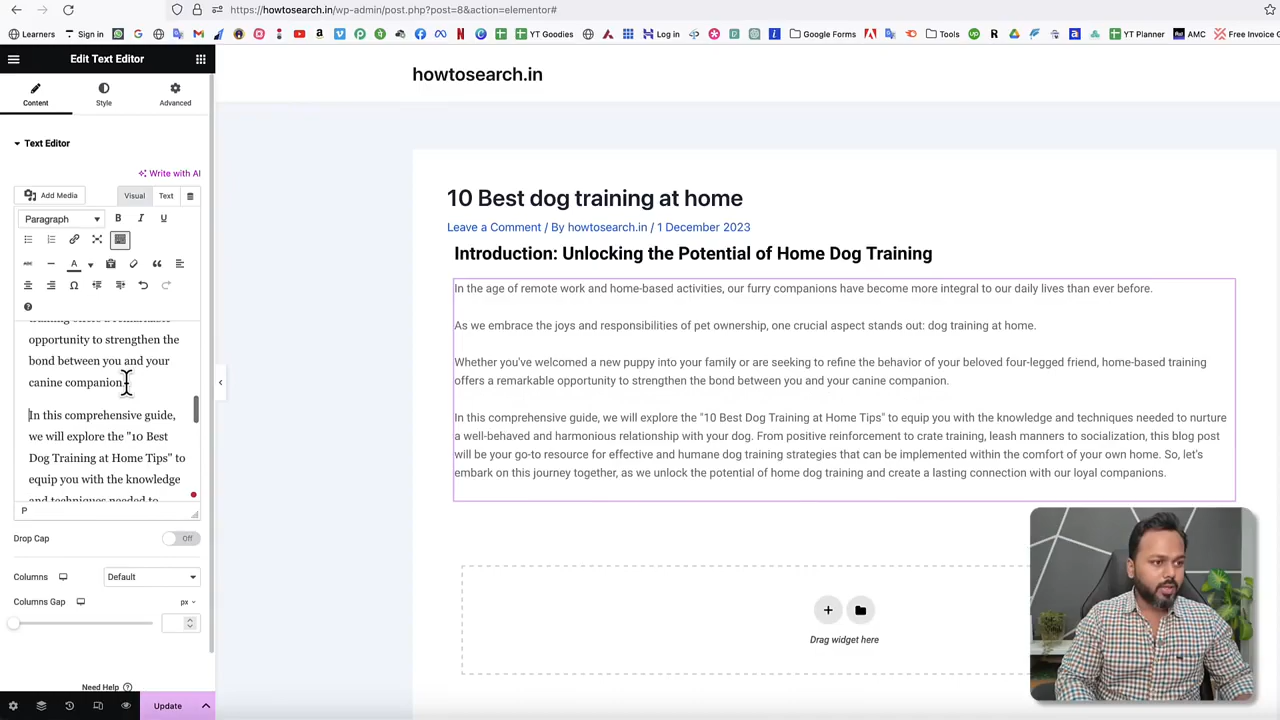 https://howtosearch.in/wp-admin/post.php?post=8&action=elementor#
Learners Sign in YT Goodies Log in Google Forms Tools YT Planner AMC Free Invoice G
Edit Text Editor
Content Style Advanced
Text Editor
Write with AI
Add Media Visual Text
Paragraph B I U
ABC A
training offers a remarkable
opportunity to strengthen the
bond between you and your
canine companion.
In this comprehensive guide,
we will explore the "10 Best
Dog Training at Home Tips" to
equip you with the knowledge
and techniques needed to
P
Drop Cap Off
Columns Default
Columns Gap px
Need Help
Update
howtosearch.in
10 Best dog training at home
Leave a Comment / By howtosearch.in / 1 December 2023
Introduction: Unlocking the Potential of Home Dog Training
In the age of remote work and home-based activities, our furry companions have become more integral to our daily lives than ever before.
As we embrace the joys and responsibilities of pet ownership, one crucial aspect stands out: dog training at home.
Whether you've welcomed a new puppy into your family or are seeking to refine the behavior of your beloved four-legged friend, home-based training
offers a remarkable opportunity to strengthen the bond between you and your canine companion.
In this comprehensive guide, we will explore the "10 Best Dog Training at Home Tips" to equip you with the knowledge and techniques needed to nurture
a well-behaved and harmonious relationship with your dog. From positive reinforcement to crate training, leash manners to socialization, this blog post
will be your go-to resource for effective and humane dog training strategies that can be implemented within the comfort of your own home. So, let's
embark on this journey together, as we unlock the potential of home dog training and create a lasting connection with our loyal companions.
Drag widget here